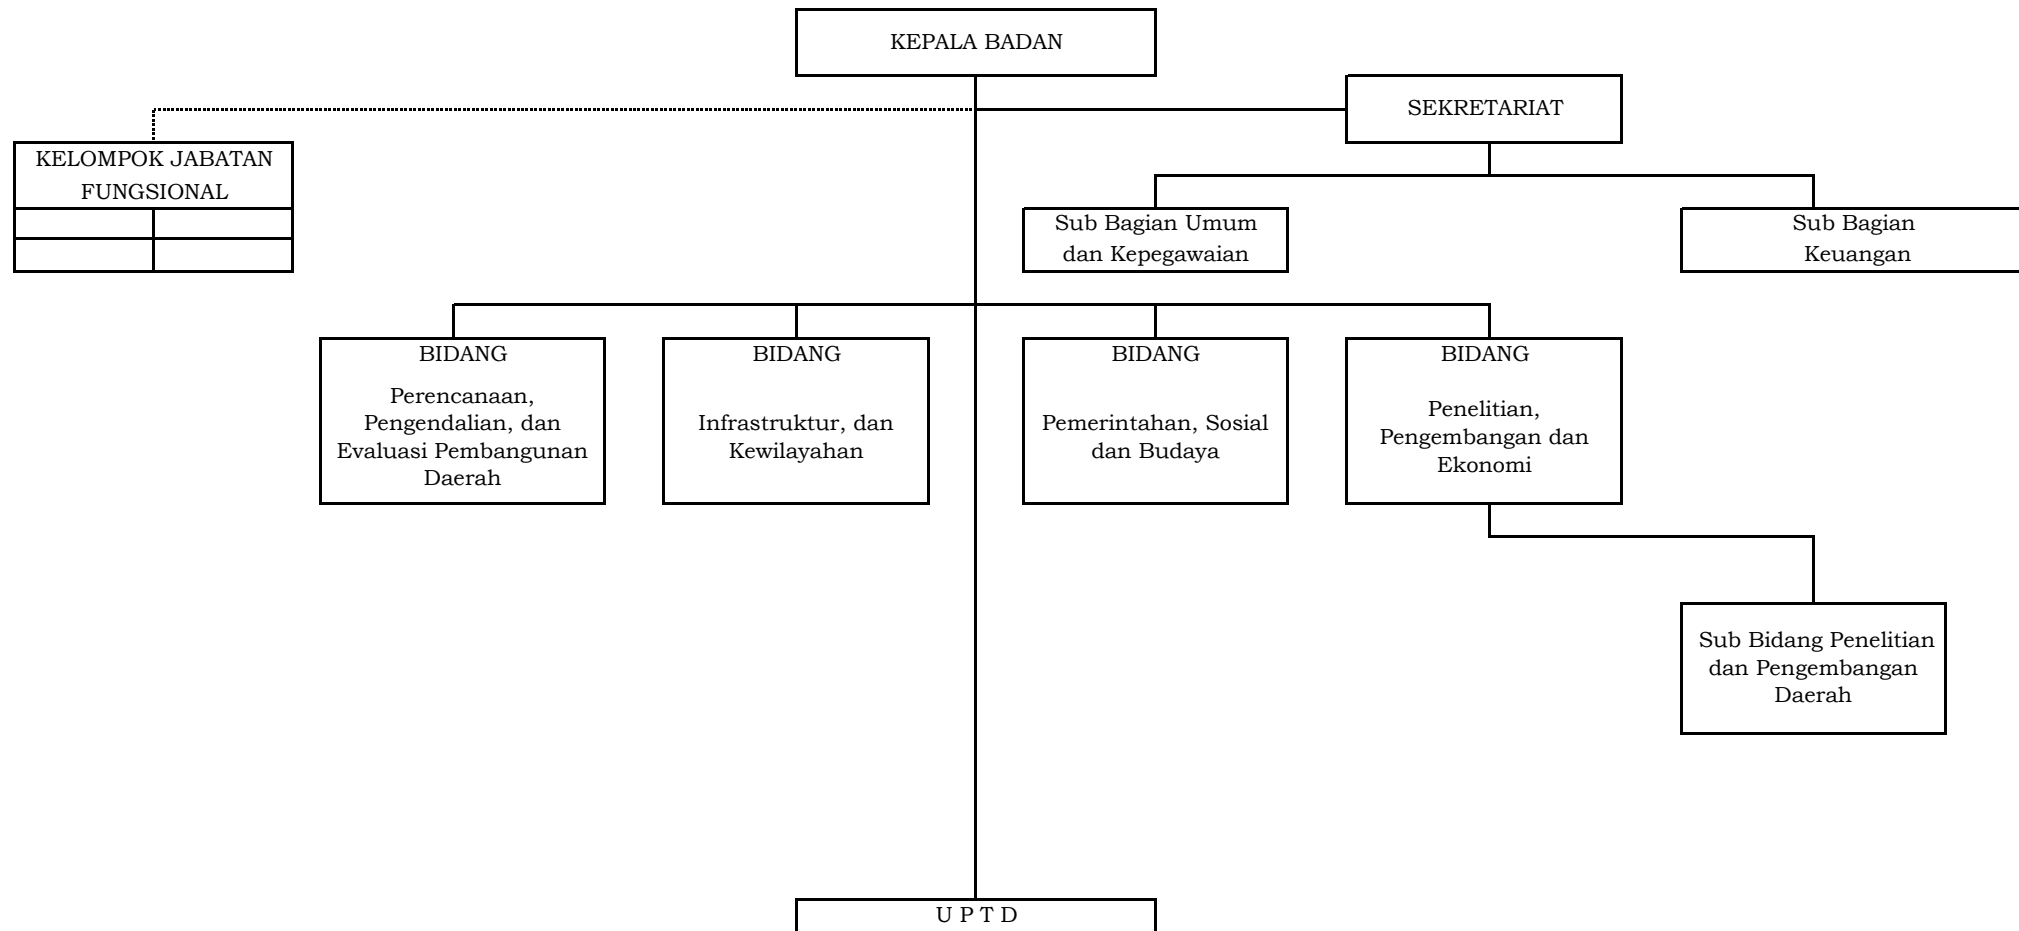 KEPALA BADAN
SEKRETARIAT
KELOMPOK JABATAN
FUNGSIONAL
Sub Bagian Umum
dan Kepegawaian
Sub Bagian
Keuangan
BIDANG
Perencanaan,
Pengendalian, dan
Evaluasi Pembangunan
Daerah
BIDANG
Infrastruktur, dan
Kewilayahan
BIDANG
Pemerintahan, Sosial
dan Budaya
BIDANG
Penelitian,
Pengembangan dan
Ekonomi
Sub Bidang Penelitian
dan Pengembangan
Daerah
U P T D